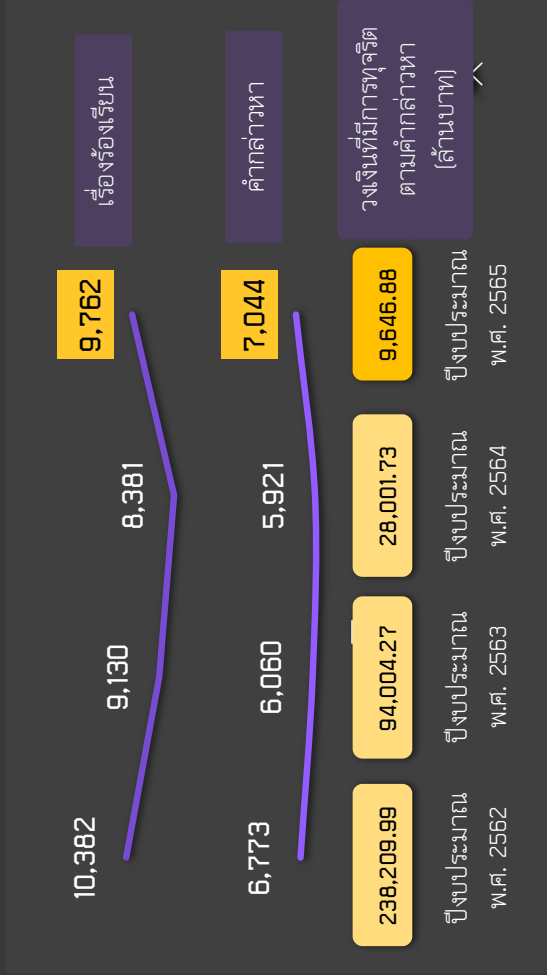 10,382
9,130
8,381
9,762
เรื่องร้องเรียน
6,773
6,060
5,921
7,044
คำกล่าวหา
238,209.99
94,004.27
28,001.73
9,646.88
วงเงินที่มีการทุจริต
ตามคำกล่าวหา
(ล้านบาท)
ปีงบประมาณ
พ.ศ. 2562
ปีงบประมาณ
พ.ศ. 2563
ปีงบประมาณ
พ.ศ. 2564
ปีงบประมาณ
พ.ศ. 2565